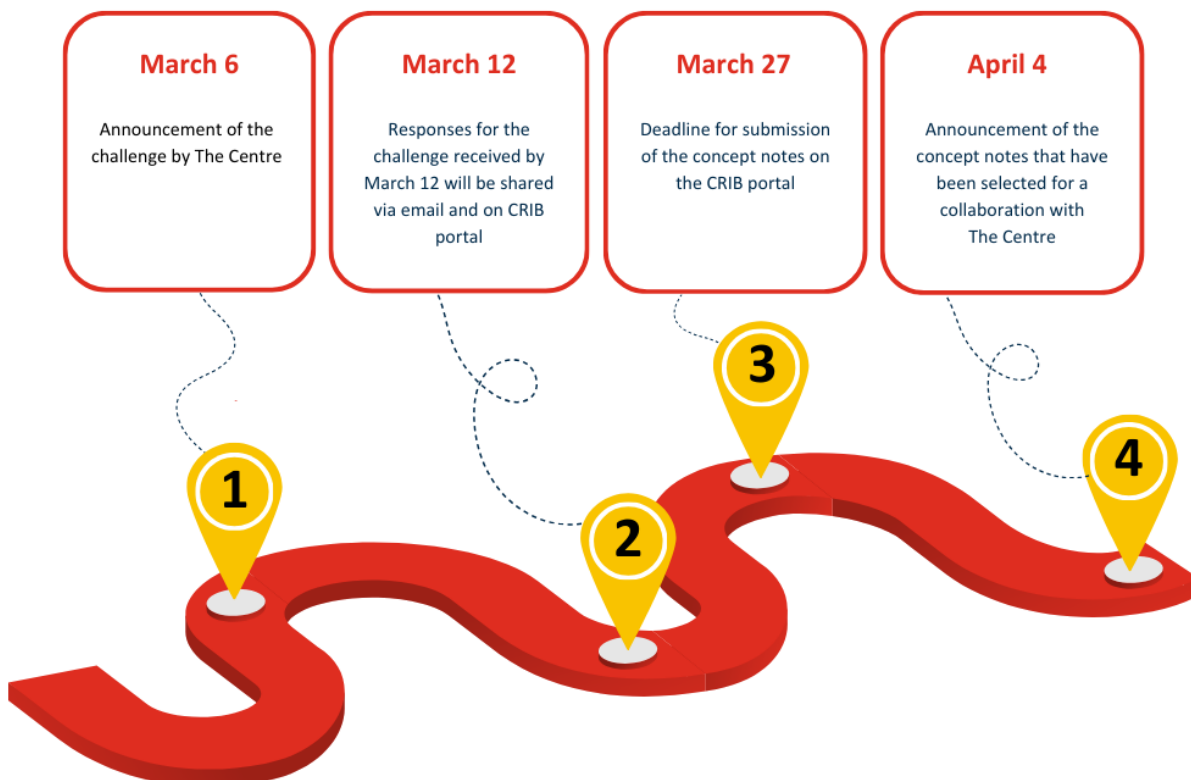 March 6
Announcement of the
challenge by The Centre
March 12
Responses for the
challenge received by
March 12 will be shared
via email and on CRIB
portal
March 27
Deadline for submission
of the concept notes on
the CRIB portal
April 4
Announcement of the
concept notes that have
been selected for a
collaboration with
The Centre
1
2
3
4